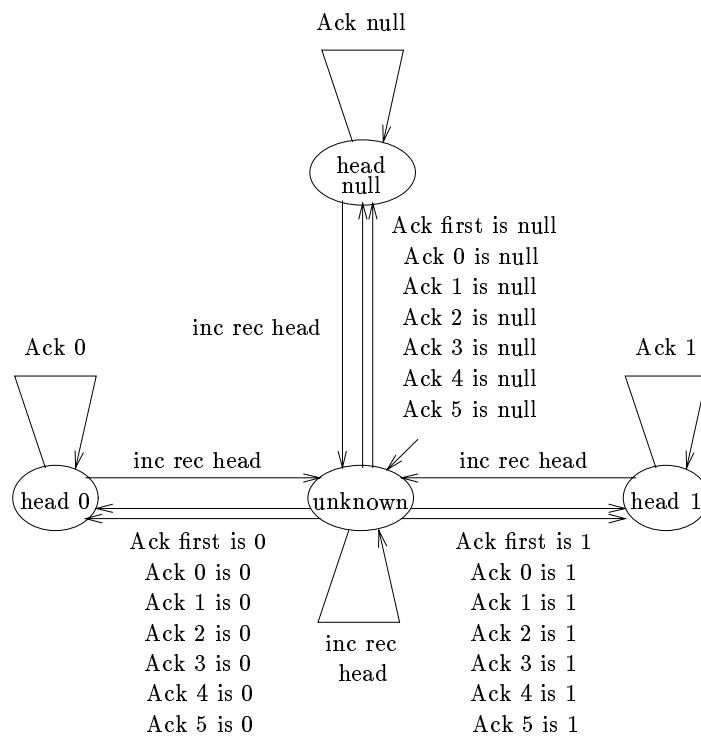 Ack null
head
null
Ack first is null
Ack 0 is null
Ack 1 is null
Ack 2 is null
Ack 3 is null
Ack 4 is null
Ack 5 is null
inc rec head
Ack 0
Ack 1
inc rec head
inc rec head
head 0
unknown
head 1
Ack first is 0
Ack 0 is 0
Ack 1 is 0
Ack 2 is 0
Ack 3 is 0
Ack 4 is 0
Ack 5 is 0
inc rec
head
Ack first is 1
Ack 0 is 1
Ack 1 is 1
Ack 2 is 1
Ack 3 is 1
Ack 4 is 1
Ack 5 is 1